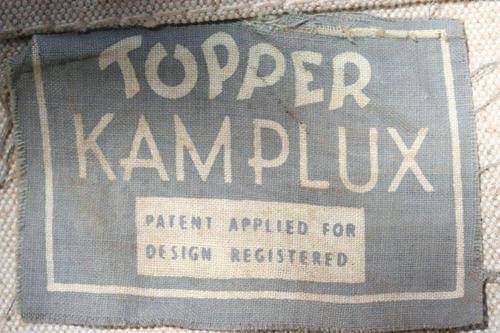 TOPPER
KAMPLUX
PATENT APPLIED FOR
DESIGN REGISTERED